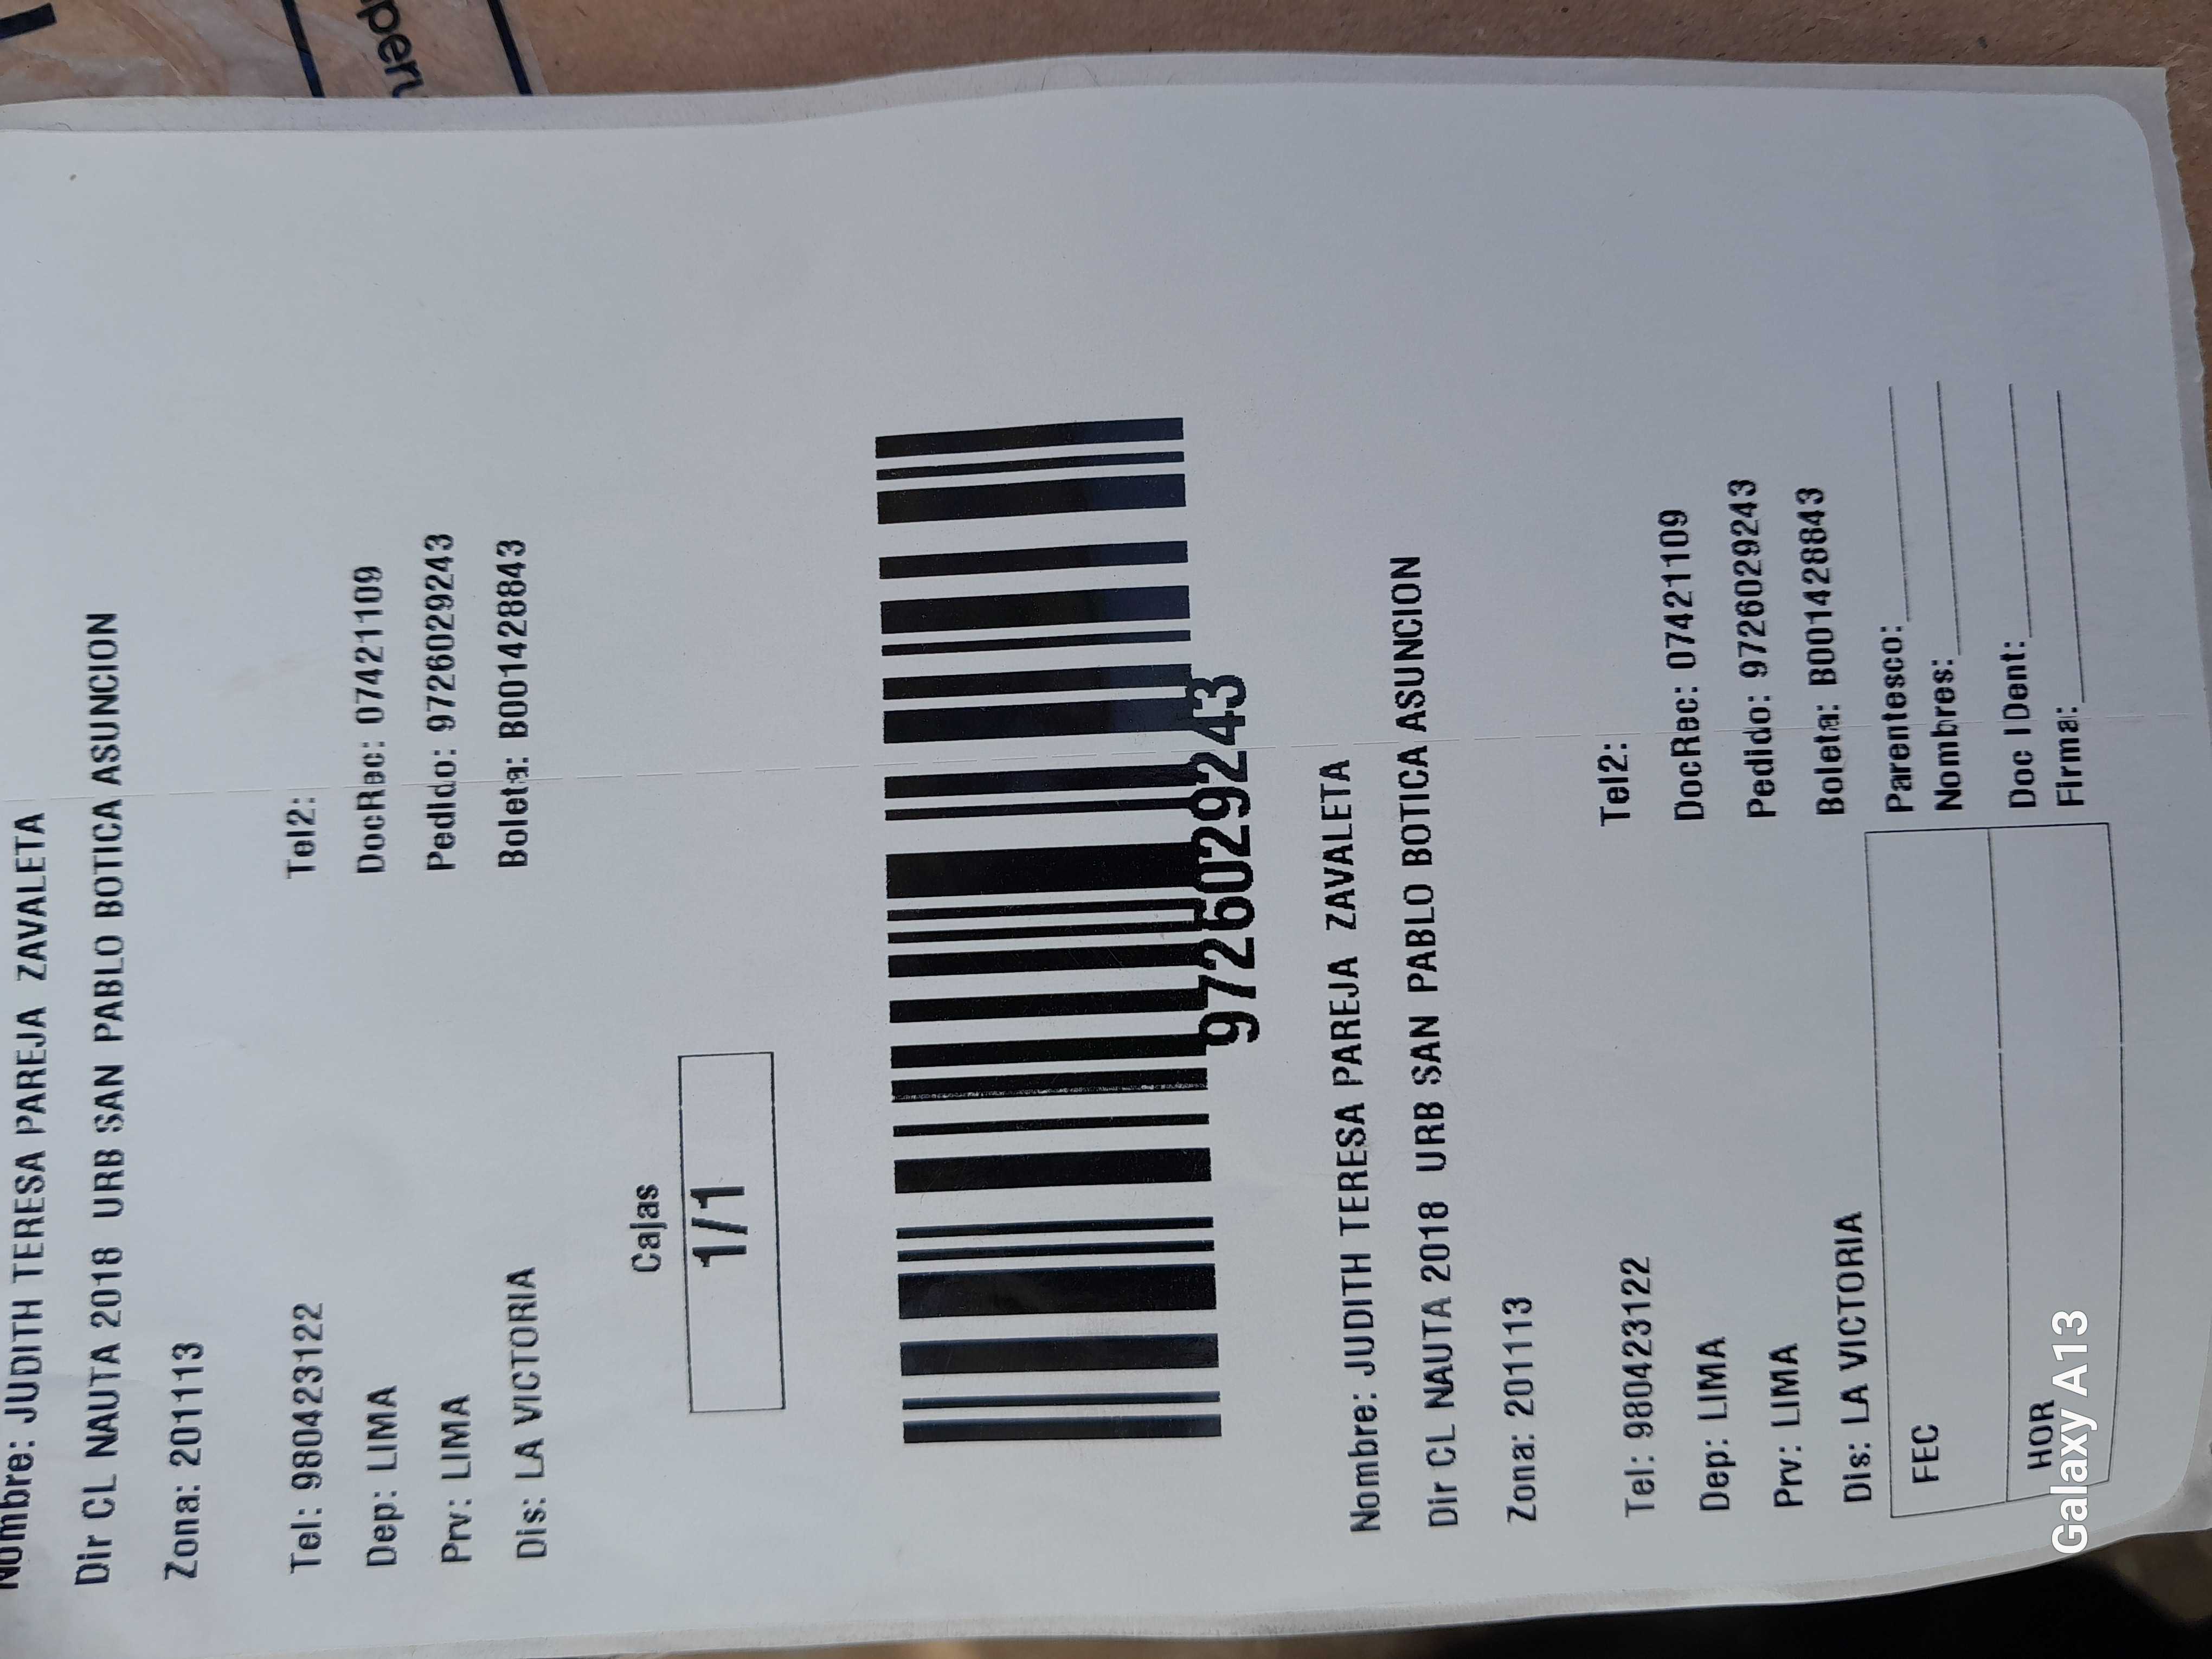 peru
Nombre: JUDITH TERESA PAREJA ZAVALETA
Dir CL NAUTA 2018 URB SAN PABLO BOTICA ASUNCION
Zona: 201113
Tel: 980423122 Tel2:
Dep: LIMA DocRec: 07421109
Prv: LIMA Pedido: 9726029243
Dis: LA VICTORIA Boleta: B001428843
Cajas
1/1
9726029243
Nombre: JUDITH TERESA PAREJA ZAVALETA
Dir CL NAUTA 2018 URB SAN PABLO BOTICA ASUNCION
Zona: 201113
Tel: 980423122 Tel2:
Dep: LIMA DocRec: 07421109
Prv: LIMA Pedido: 9726029243
Dis: LA VICTORIA Boleta: B001428843
FEC Parentesco:
Nombres:
HOR Doc IDent:
Firma:
Galaxy A13